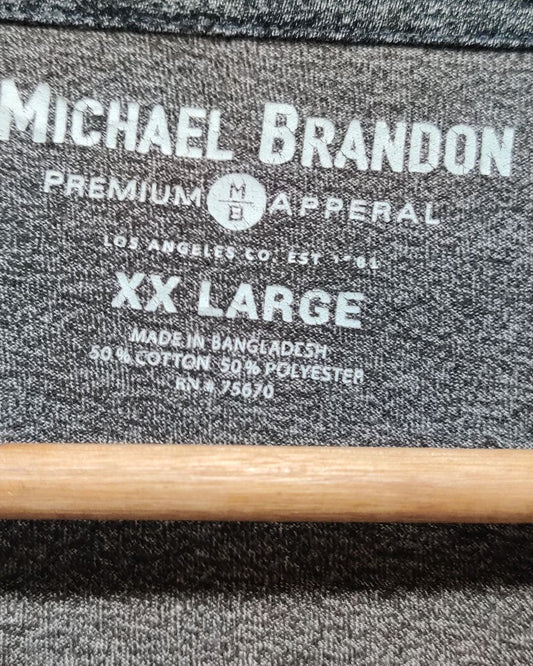 MICHAEL BRANDON
PREMIUM M B APPERAL
LOS ANGELES CO. EST
XX LARGE
MADE IN BANGLADESH
50% COTTON 50% POLYESTER
RN # 75670